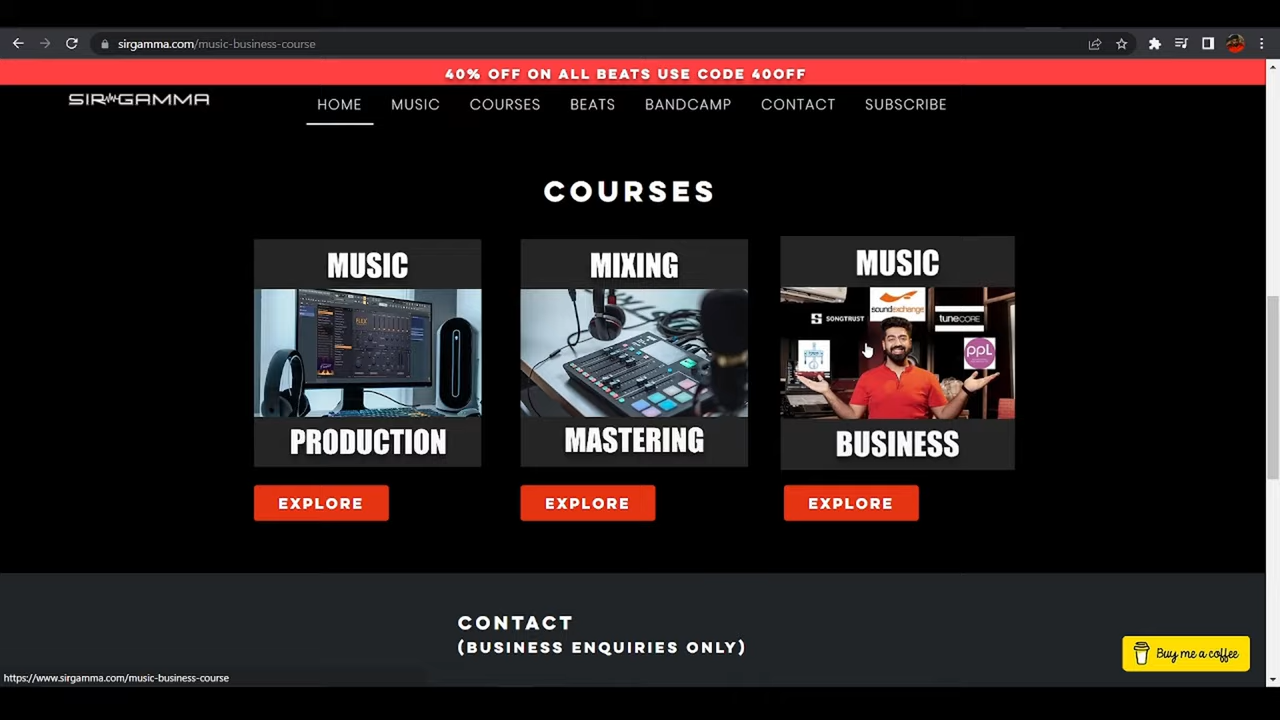 sirgamma.com/music-business-course
40% OFF ON ALL BEATS USE CODE 40OFF
SIR GAMMA
HOME MUSIC COURSES BEATS BANDCAMP CONTACT SUBSCRIBE
COURSES
MUSIC
PRODUCTION
EXPLORE
MIXING
MASTERING
EXPLORE
MUSIC
soundexchange
SONGTRUST
tunecore
ppL
BUSINESS
EXPLORE
CONTACT
(BUSINESS ENQUIRIES ONLY)
Buy me a coffee
https://www.sirgamma.com/music-business-course